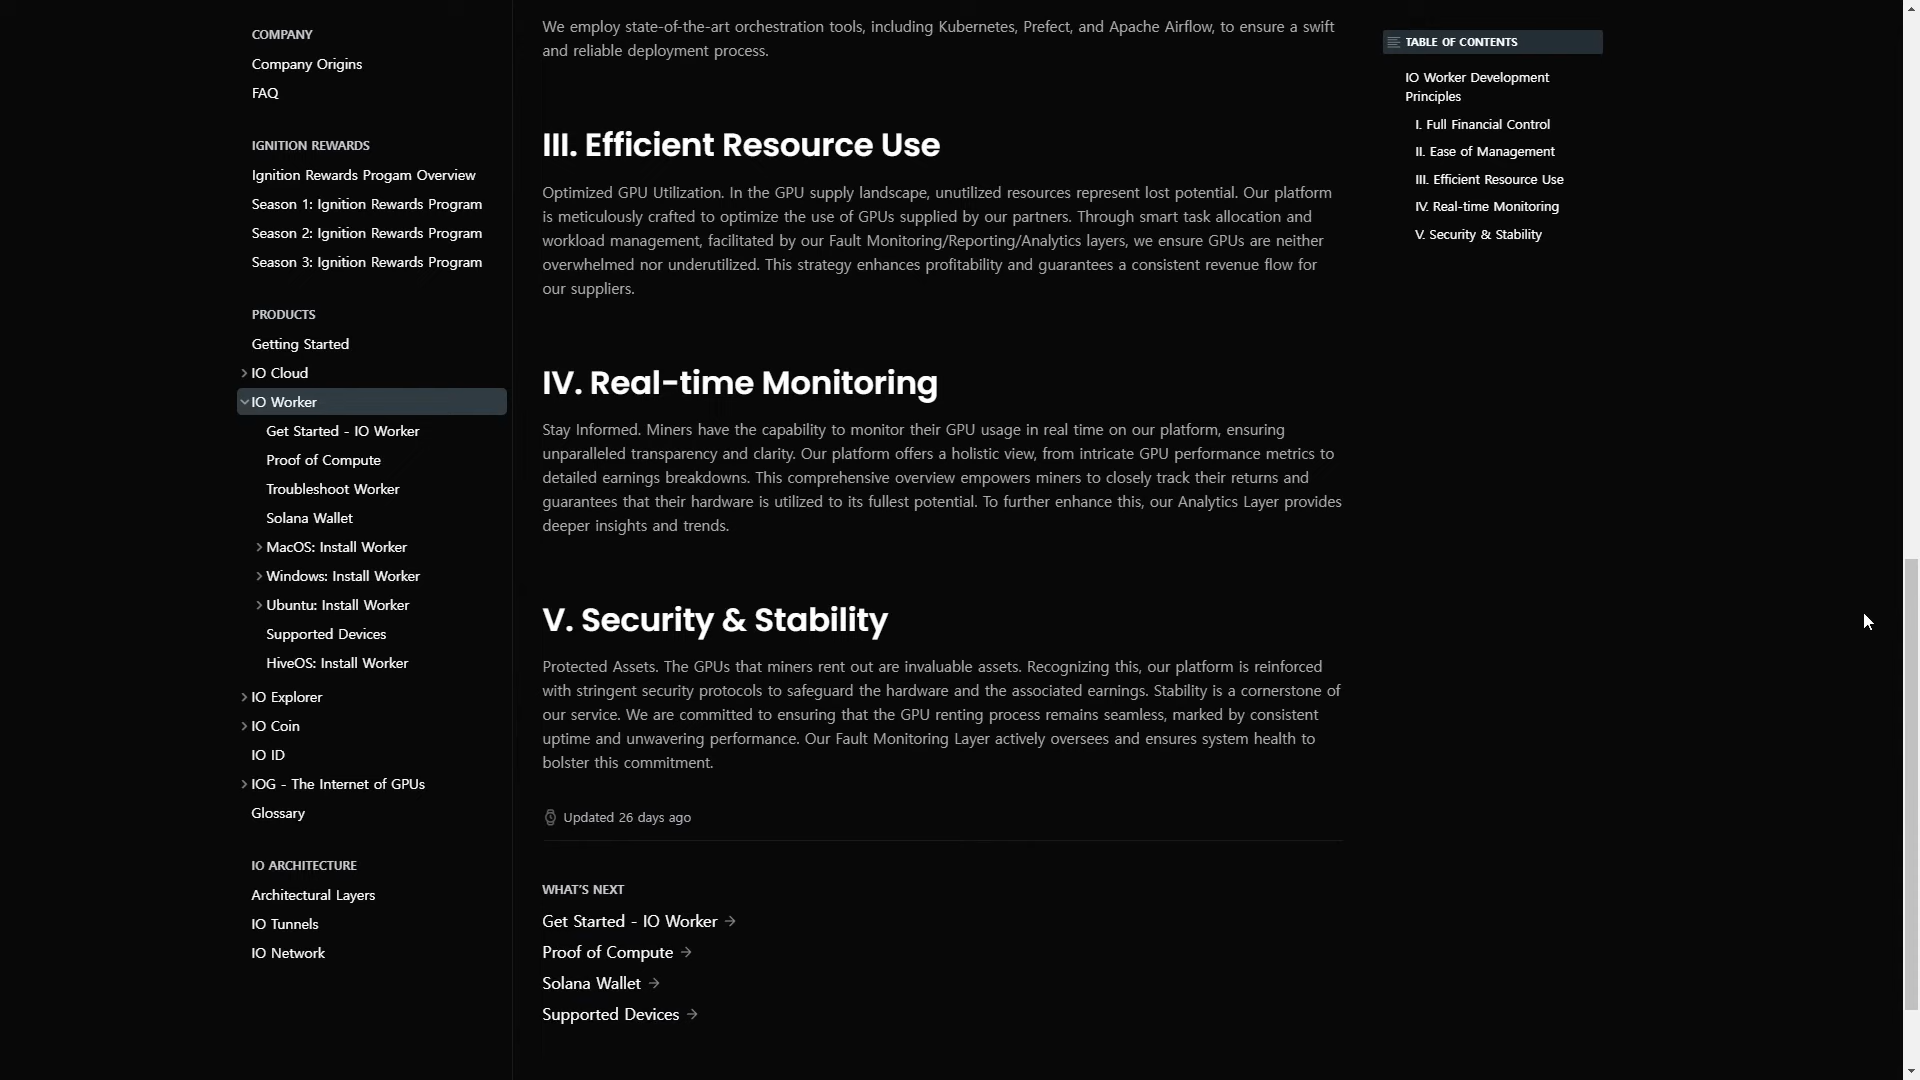 COMPANY
Company Origins
FAQ
IGNITION REWARDS
Ignition Rewards Progam Overview
Season 1: Ignition Rewards Program
Season 2: Ignition Rewards Program
Season 3: Ignition Rewards Program
PRODUCTS
Getting Started
IO Cloud
IO Worker
Get Started - IO Worker
Proof of Compute
Troubleshoot Worker
Solana Wallet
MacOS: Install Worker
Windows: Install Worker
Ubuntu: Install Worker
Supported Devices
HiveOS: Install Worker
IO Explorer
IO Coin
IO ID
IOG - The Internet of GPUs
Glossary
IO ARCHITECTURE
Architectural Layers
IO Tunnels
IO Network
We employ state-of-the-art orchestration tools, including Kubernetes, Prefect, and Apache Airflow, to ensure a swift
and reliable deployment process.
III. Efficient Resource Use
Optimized GPU Utilization. In the GPU supply landscape, unutilized resources represent lost potential. Our platform
is meticulously crafted to optimize the use of GPUs supplied by our partners. Through smart task allocation and
workload management, facilitated by our Fault Monitoring/Reporting/Analytics layers, we ensure GPUs are neither
overwhelmed nor underutilized. This strategy enhances profitability and guarantees a consistent revenue flow for
our suppliers.
IV. Real-time Monitoring
Stay Informed. Miners have the capability to monitor their GPU usage in real time on our platform, ensuring
unparalleled transparency and clarity. Our platform offers a holistic view, from intricate GPU performance metrics to
detailed earnings breakdowns. This comprehensive overview empowers miners to closely track their returns and
guarantees that their hardware is utilized to its fullest potential. To further enhance this, our Analytics Layer provides
deeper insights and trends.
V. Security & Stability
Protected Assets. The GPUs that miners rent out are invaluable assets. Recognizing this, our platform is reinforced
with stringent security protocols to safeguard the hardware and the associated earnings. Stability is a cornerstone of
our service. We are committed to ensuring that the GPU renting process remains seamless, marked by consistent
uptime and unwavering performance. Our Fault Monitoring Layer actively oversees and ensures system health to
bolster this commitment.
Updated 26 days ago
WHAT'S NEXT
Get Started - IO Worker
Proof of Compute
Solana Wallet
Supported Devices
TABLE OF CONTENTS
IO Worker Development
Principles
I. Full Financial Control
II. Ease of Management
III. Efficient Resource Use
IV. Real-time Monitoring
V. Security & Stability